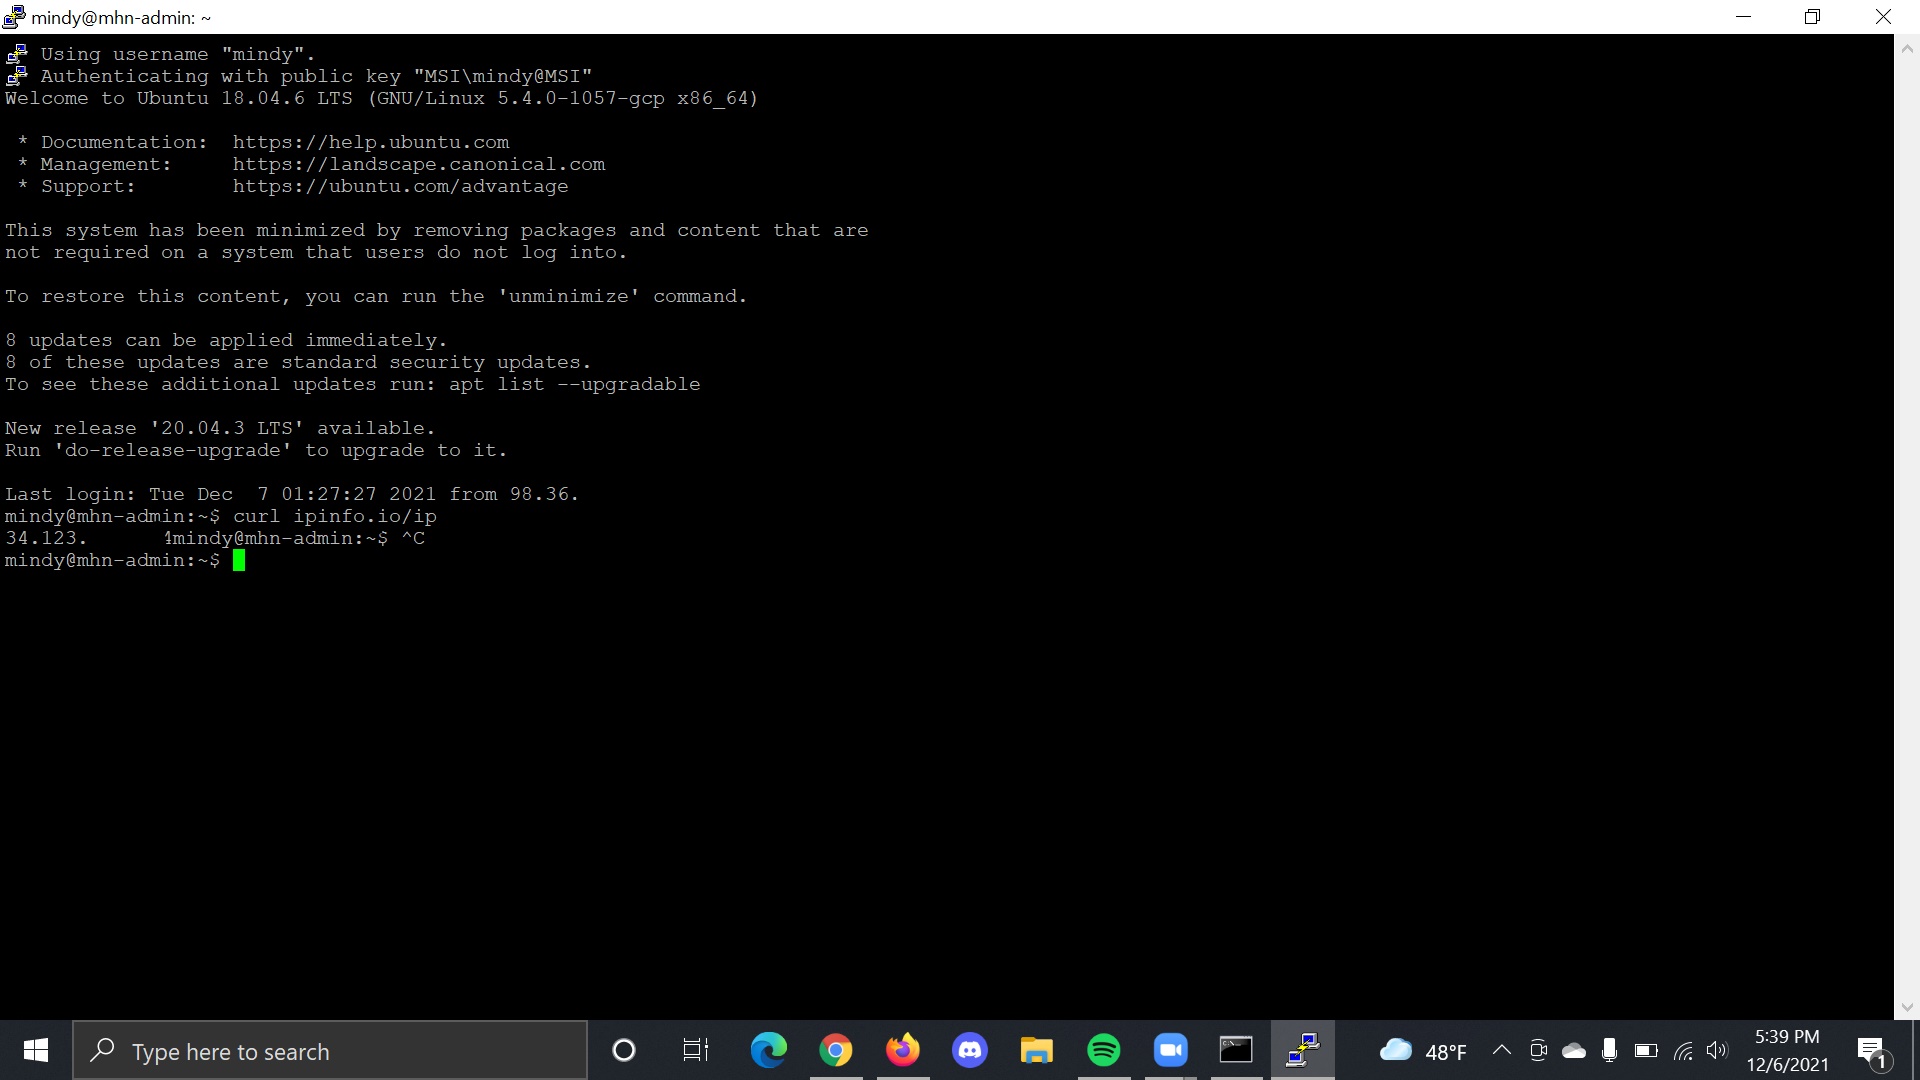 mindy@mhn-admin: ~
Using username "mindy".
Authenticating with public key "MSI\mindy@MSI"
Welcome to Ubuntu 18.04.6 LTS (GNU/Linux 5.4.0-1057-gcp x86_64)
* Documentation:  https://help.ubuntu.com
* Management:     https://landscape.canonical.com
* Support:        https://ubuntu.com/advantage
This system has been minimized by removing packages and content that are
not required on a system that users do not log into.
To restore this content, you can run the 'unminimize' command.
8 updates can be applied immediately.
8 of these updates are standard security updates.
To see these additional updates run: apt list --upgradable
New release '20.04.3 LTS' available.
Run 'do-release-upgrade' to upgrade to it.
Last login: Tue Dec  7 01:27:27 2021 from 98.36.
mindy@mhn-admin:~$ curl ipinfo.io/ip
34.123.       4mindy@mhn-admin:~$ ^C
mindy@mhn-admin:~$
Type here to search
48°F
5:39 PM
12/6/2021
1